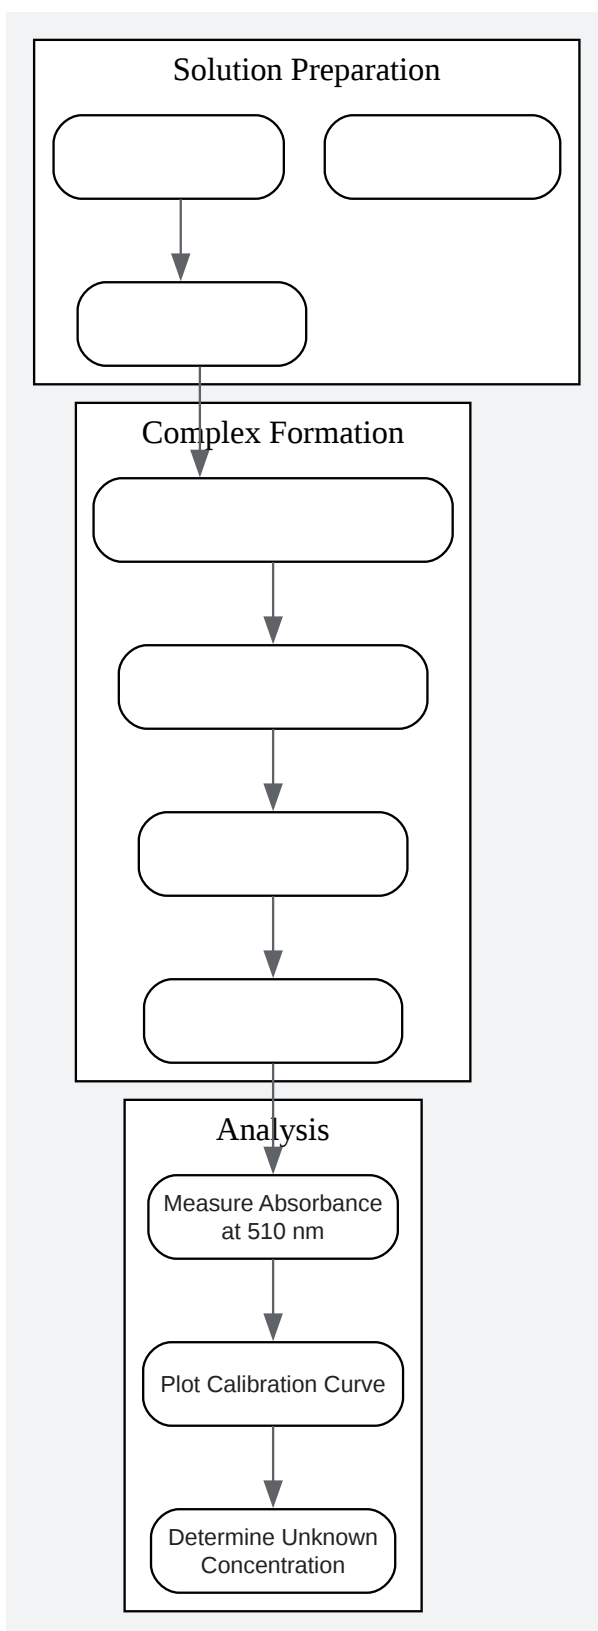 Solution Preparation
Complex Formation
Analysis
Measure Absorbance
at 510 nm
Plot Calibration Curve
Determine Unknown
Concentration